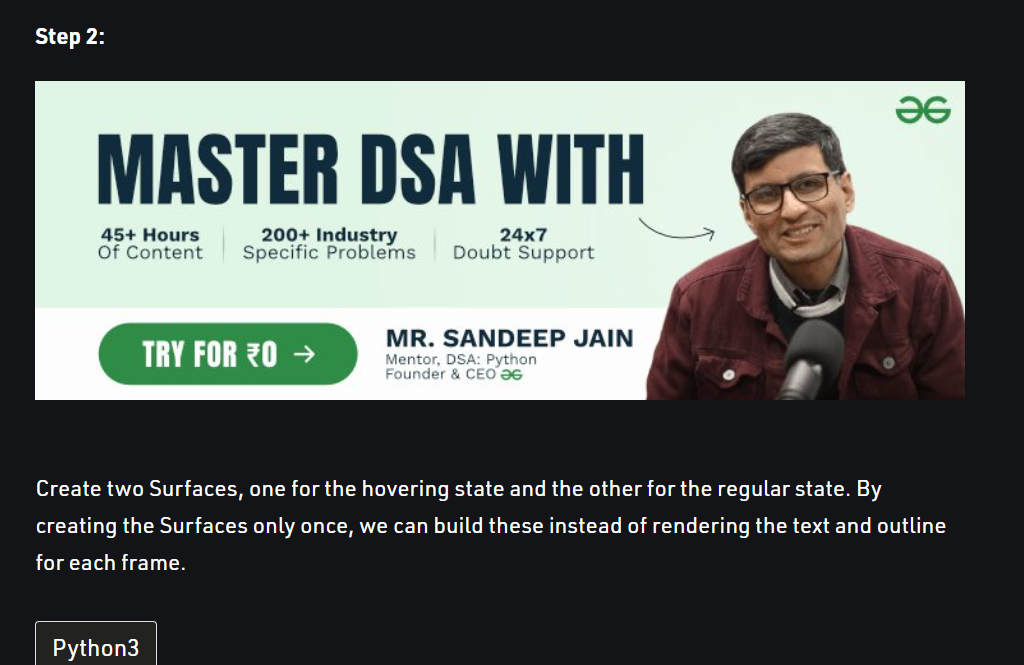 Step 2:
MASTER DSA WITH
45+ Hours
Of Content
200+ Industry
Specific Problems
24x7
Doubt Support
TRY FOR ₹0 →
MR. SANDEEP JAIN
Mentor, DSA: Python
Founder & CEO
Create two Surfaces, one for the hovering state and the other for the regular state. By
creating the Surfaces only once, we can build these instead of rendering the text and outline
for each frame.
Python3